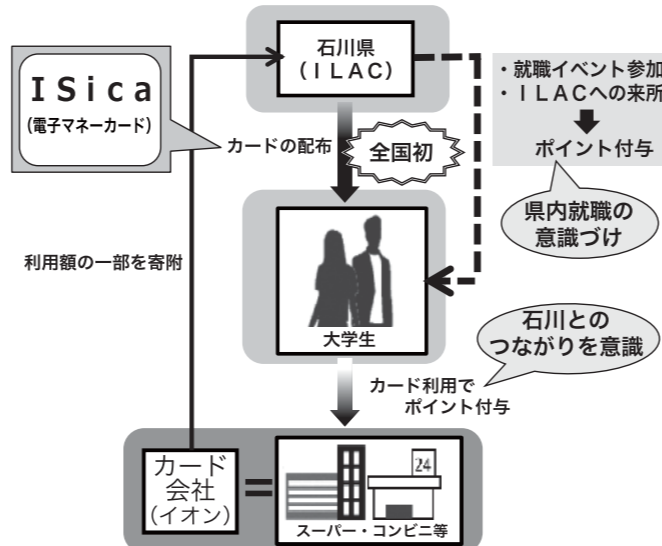 石川県
(ＩＬＡＣ)
ＩＳｉｃａ
(電子マネーカード)
・就職イベント参加
・ＩＬＡＣへの来所
ポイント付与
カードの配布
全国初
県内就職の
意識づけ
利用額の一部を寄附
大学生
石川との
つながりを意識
カード利用で
ポイント付与
カード
会社
(イオン)
＝
24
スーパー・コンビニ等